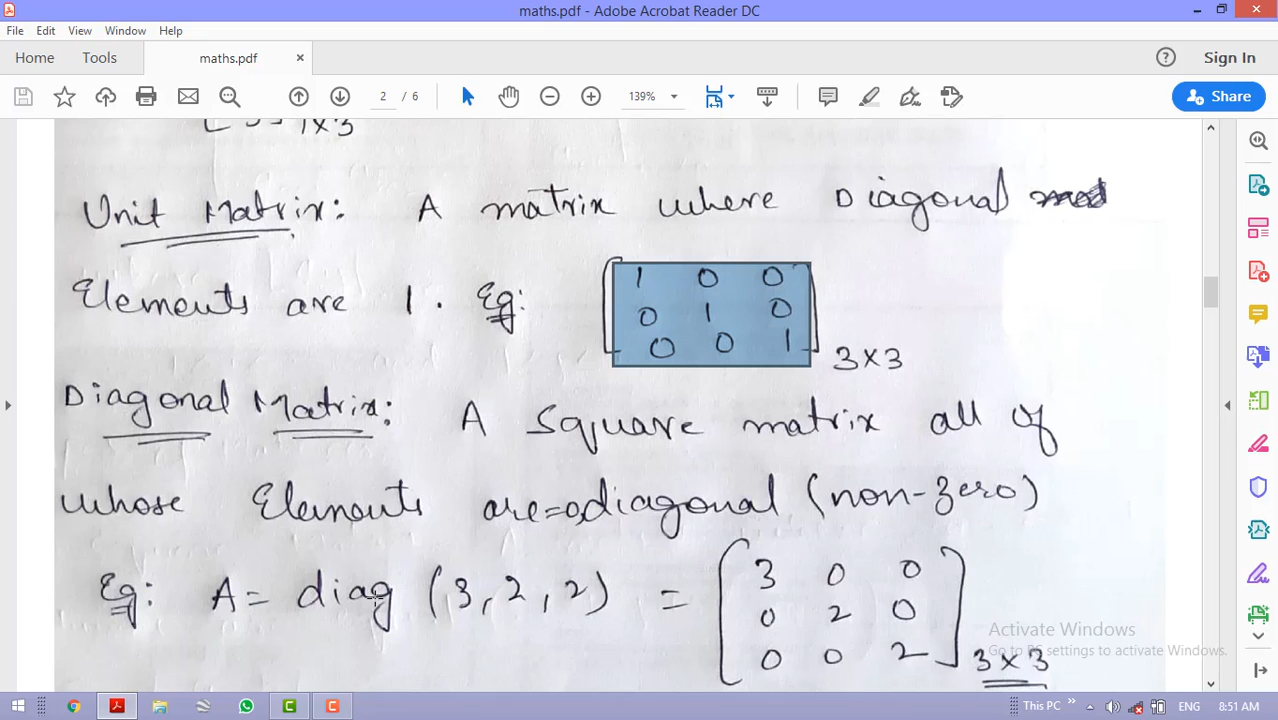 maths.pdf - Adobe Acrobat Reader DC
File Edit View Window Help
Home Tools maths.pdf × Sign In
2 / 6 139% Share
1x3
Unit Matrix: A matrix where Diagonal
Elements are 1. Eg: 1 0 0
0 1 0
0 0 1 3x3
Diagonal Matrix: A square matrix all of
whose Elements are=0,diagonal (non-zero)
Eg: A= diag (3,2,2) = 3 0 0
0 2 0
0 0 2 3x3
Activate Windows
Go to PC settings to activate Windows.
This PC » ENG 8:51 AM